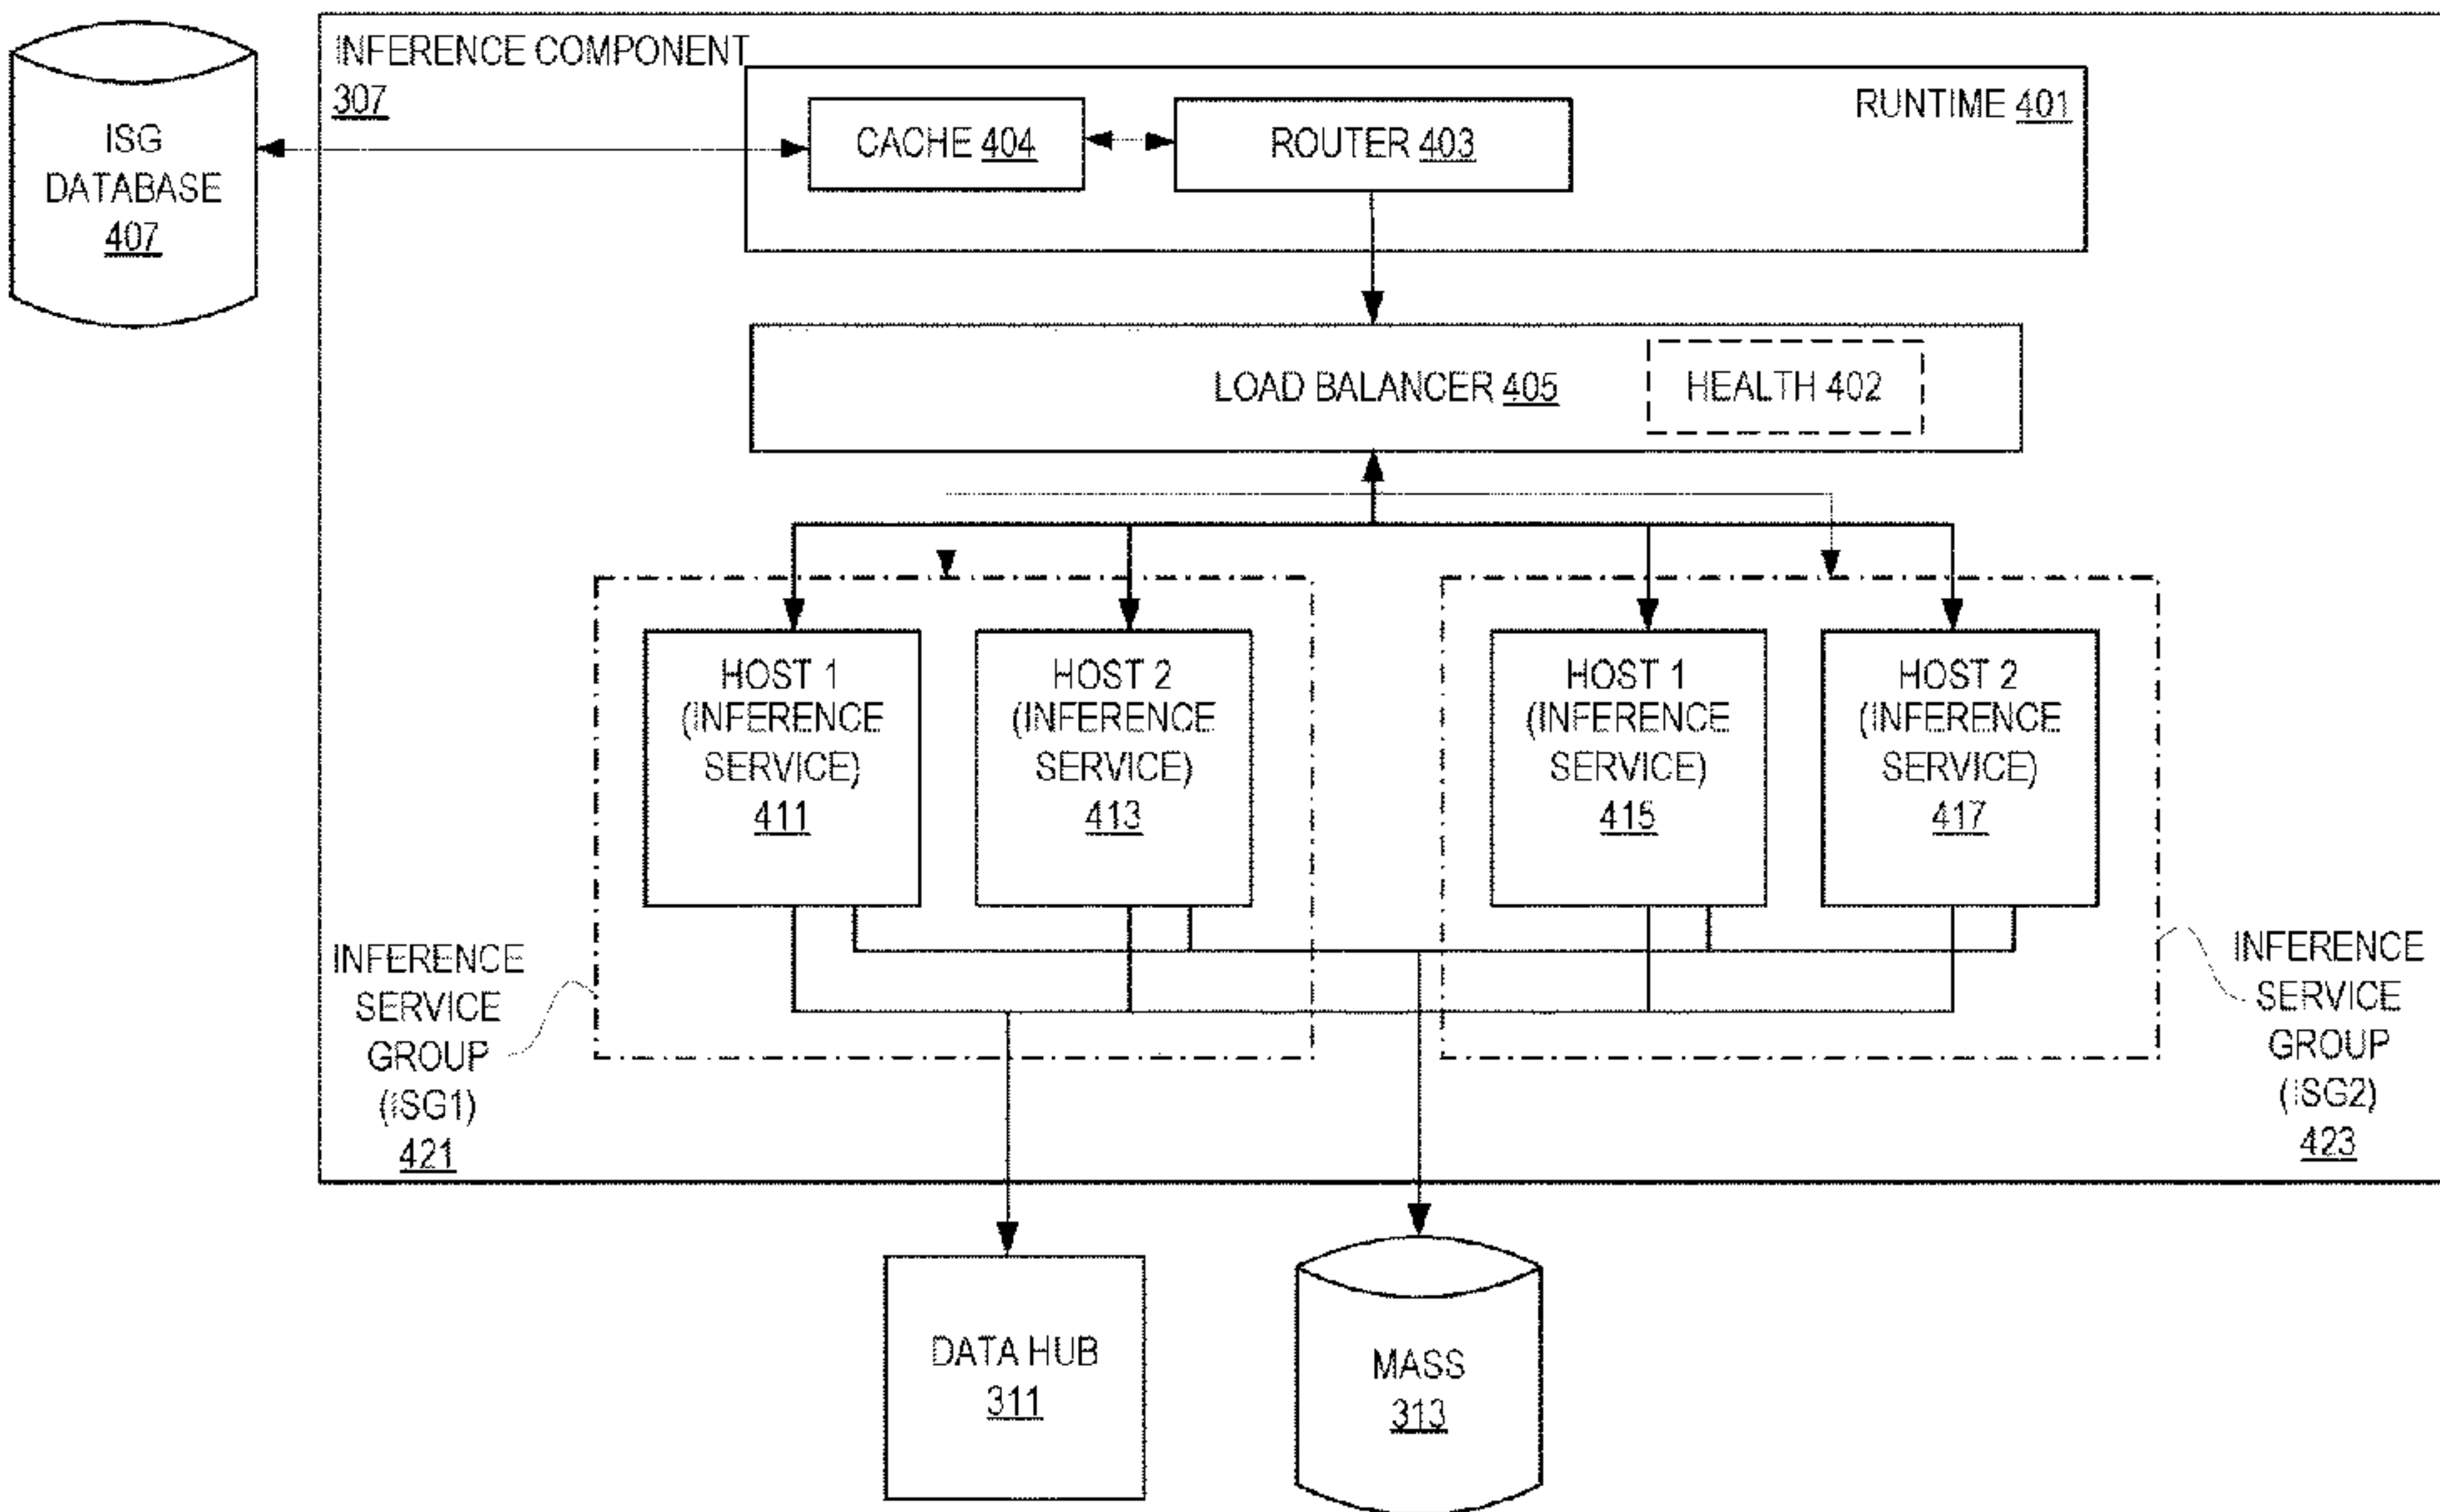 INFERENCE COMPONENT
307
ISG
DATABASE
407
CACHE 404
ROUTER 403
RUNTIME 401
LOAD BALANCER 405
HEALTH 402
HOST 1
(INFERENCE
SERVICE)
411
HOST 2
(INFERENCE
SERVICE)
413
HOST 1
(INFERENCE
SERVICE)
415
HOST 2
(INFERENCE
SERVICE)
417
INFERENCE
SERVICE
GROUP
(ISG1)
421
INFERENCE
SERVICE
GROUP
(ISG2)
423
DATA HUB
311
MASS
313